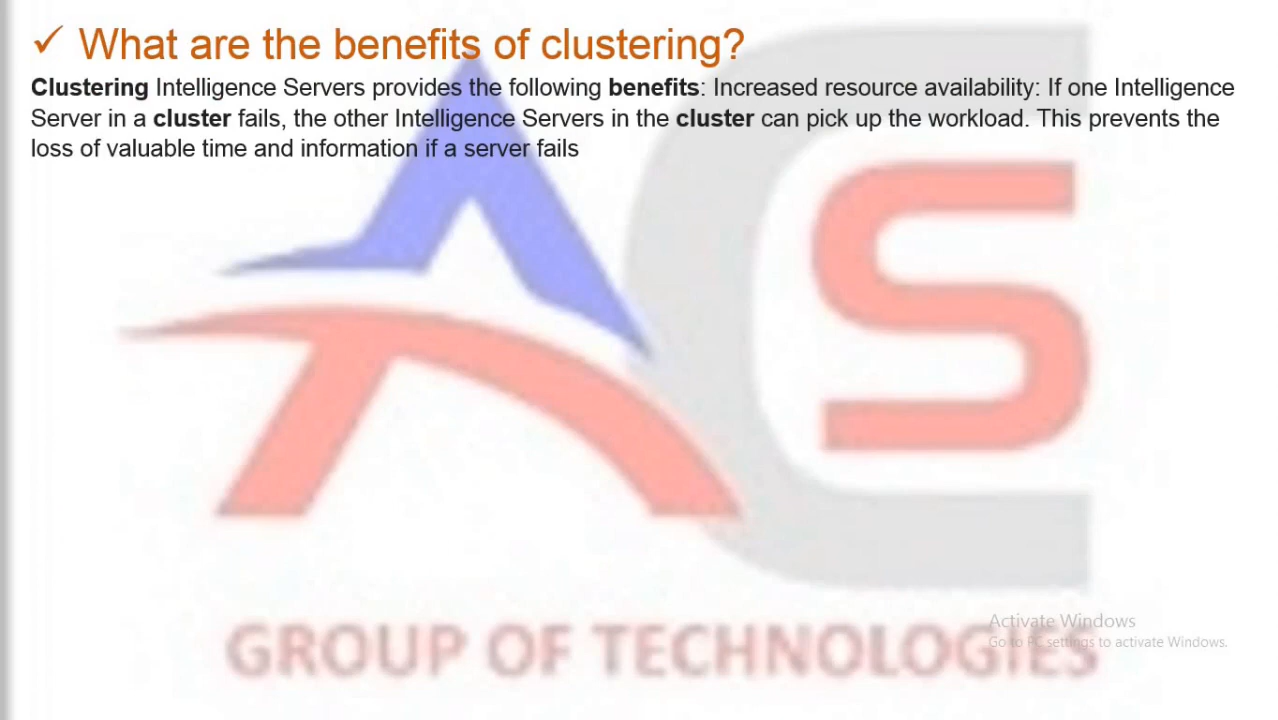 ✓ What are the benefits of clustering?
Clustering Intelligence Servers provides the following benefits: Increased resource availability: If one Intelligence
Server in a cluster fails, the other Intelligence Servers in the cluster can pick up the workload. This prevents the
loss of valuable time and information if a server fails
ACS
GROUP OF TECHNOLOGIES
Activate Windows
Go to PC settings to activate Windows.